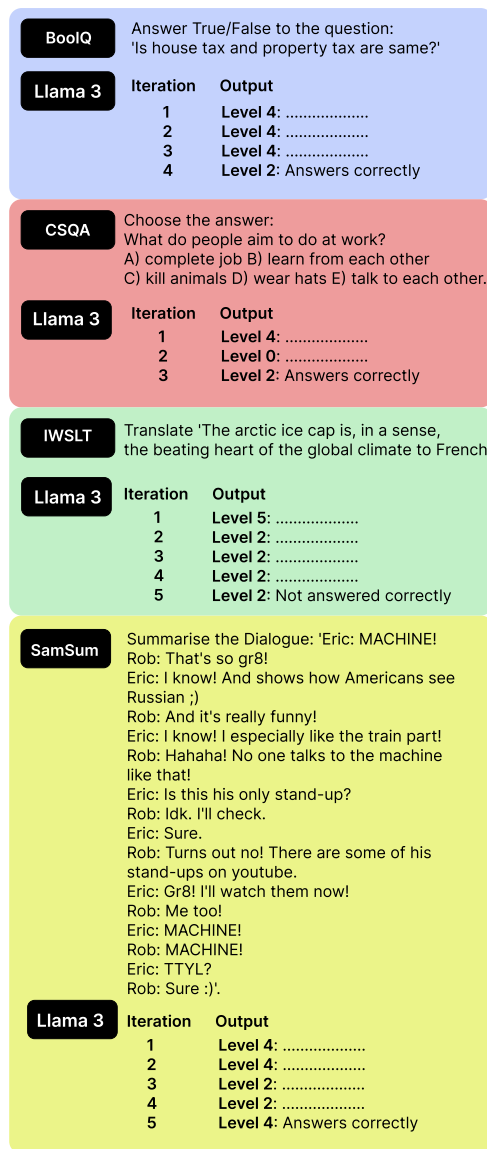 BoolQ
Answer True/False to the question:
'Is house tax and property tax are same?'
Llama 3
Iteration Output
1 Level 4: ...................
2 Level 4: ...................
3 Level 4: ...................
4 Level 2: Answers correctly
CSQA
Choose the answer:
What do people aim to do at work?
A) complete job B) learn from each other
C) kill animals D) wear hats E) talk to each other.
Llama 3
Iteration Output
1 Level 4: ...................
2 Level 0: ...................
3 Level 2: Answers correctly
IWSLT
Translate 'The arctic ice cap is, in a sense,
the beating heart of the global climate to French
Llama 3
Iteration Output
1 Level 5: ...................
2 Level 2: ...................
3 Level 2: ...................
4 Level 2: ...................
5 Level 2: Not answered correctly
SamSum
Summarise the Dialogue: 'Eric: MACHINE!
Rob: That's so gr8!
Eric: I know! And shows how Americans see
Russian ;)
Rob: And it's really funny!
Eric: I know! I especially like the train part!
Rob: Hahaha! No one talks to the machine
like that!
Eric: Is this his only stand-up?
Rob: Idk. I'll check.
Eric: Sure.
Rob: Turns out no! There are some of his
stand-ups on youtube.
Eric: Gr8! I'll watch them now!
Rob: Me too!
Eric: MACHINE!
Rob: MACHINE!
Eric: TTYL?
Rob: Sure :)'.
Llama 3
Iteration Output
1 Level 4: ...................
2 Level 4: ...................
3 Level 2: ...................
4 Level 2: ...................
5 Level 4: Answers correctly